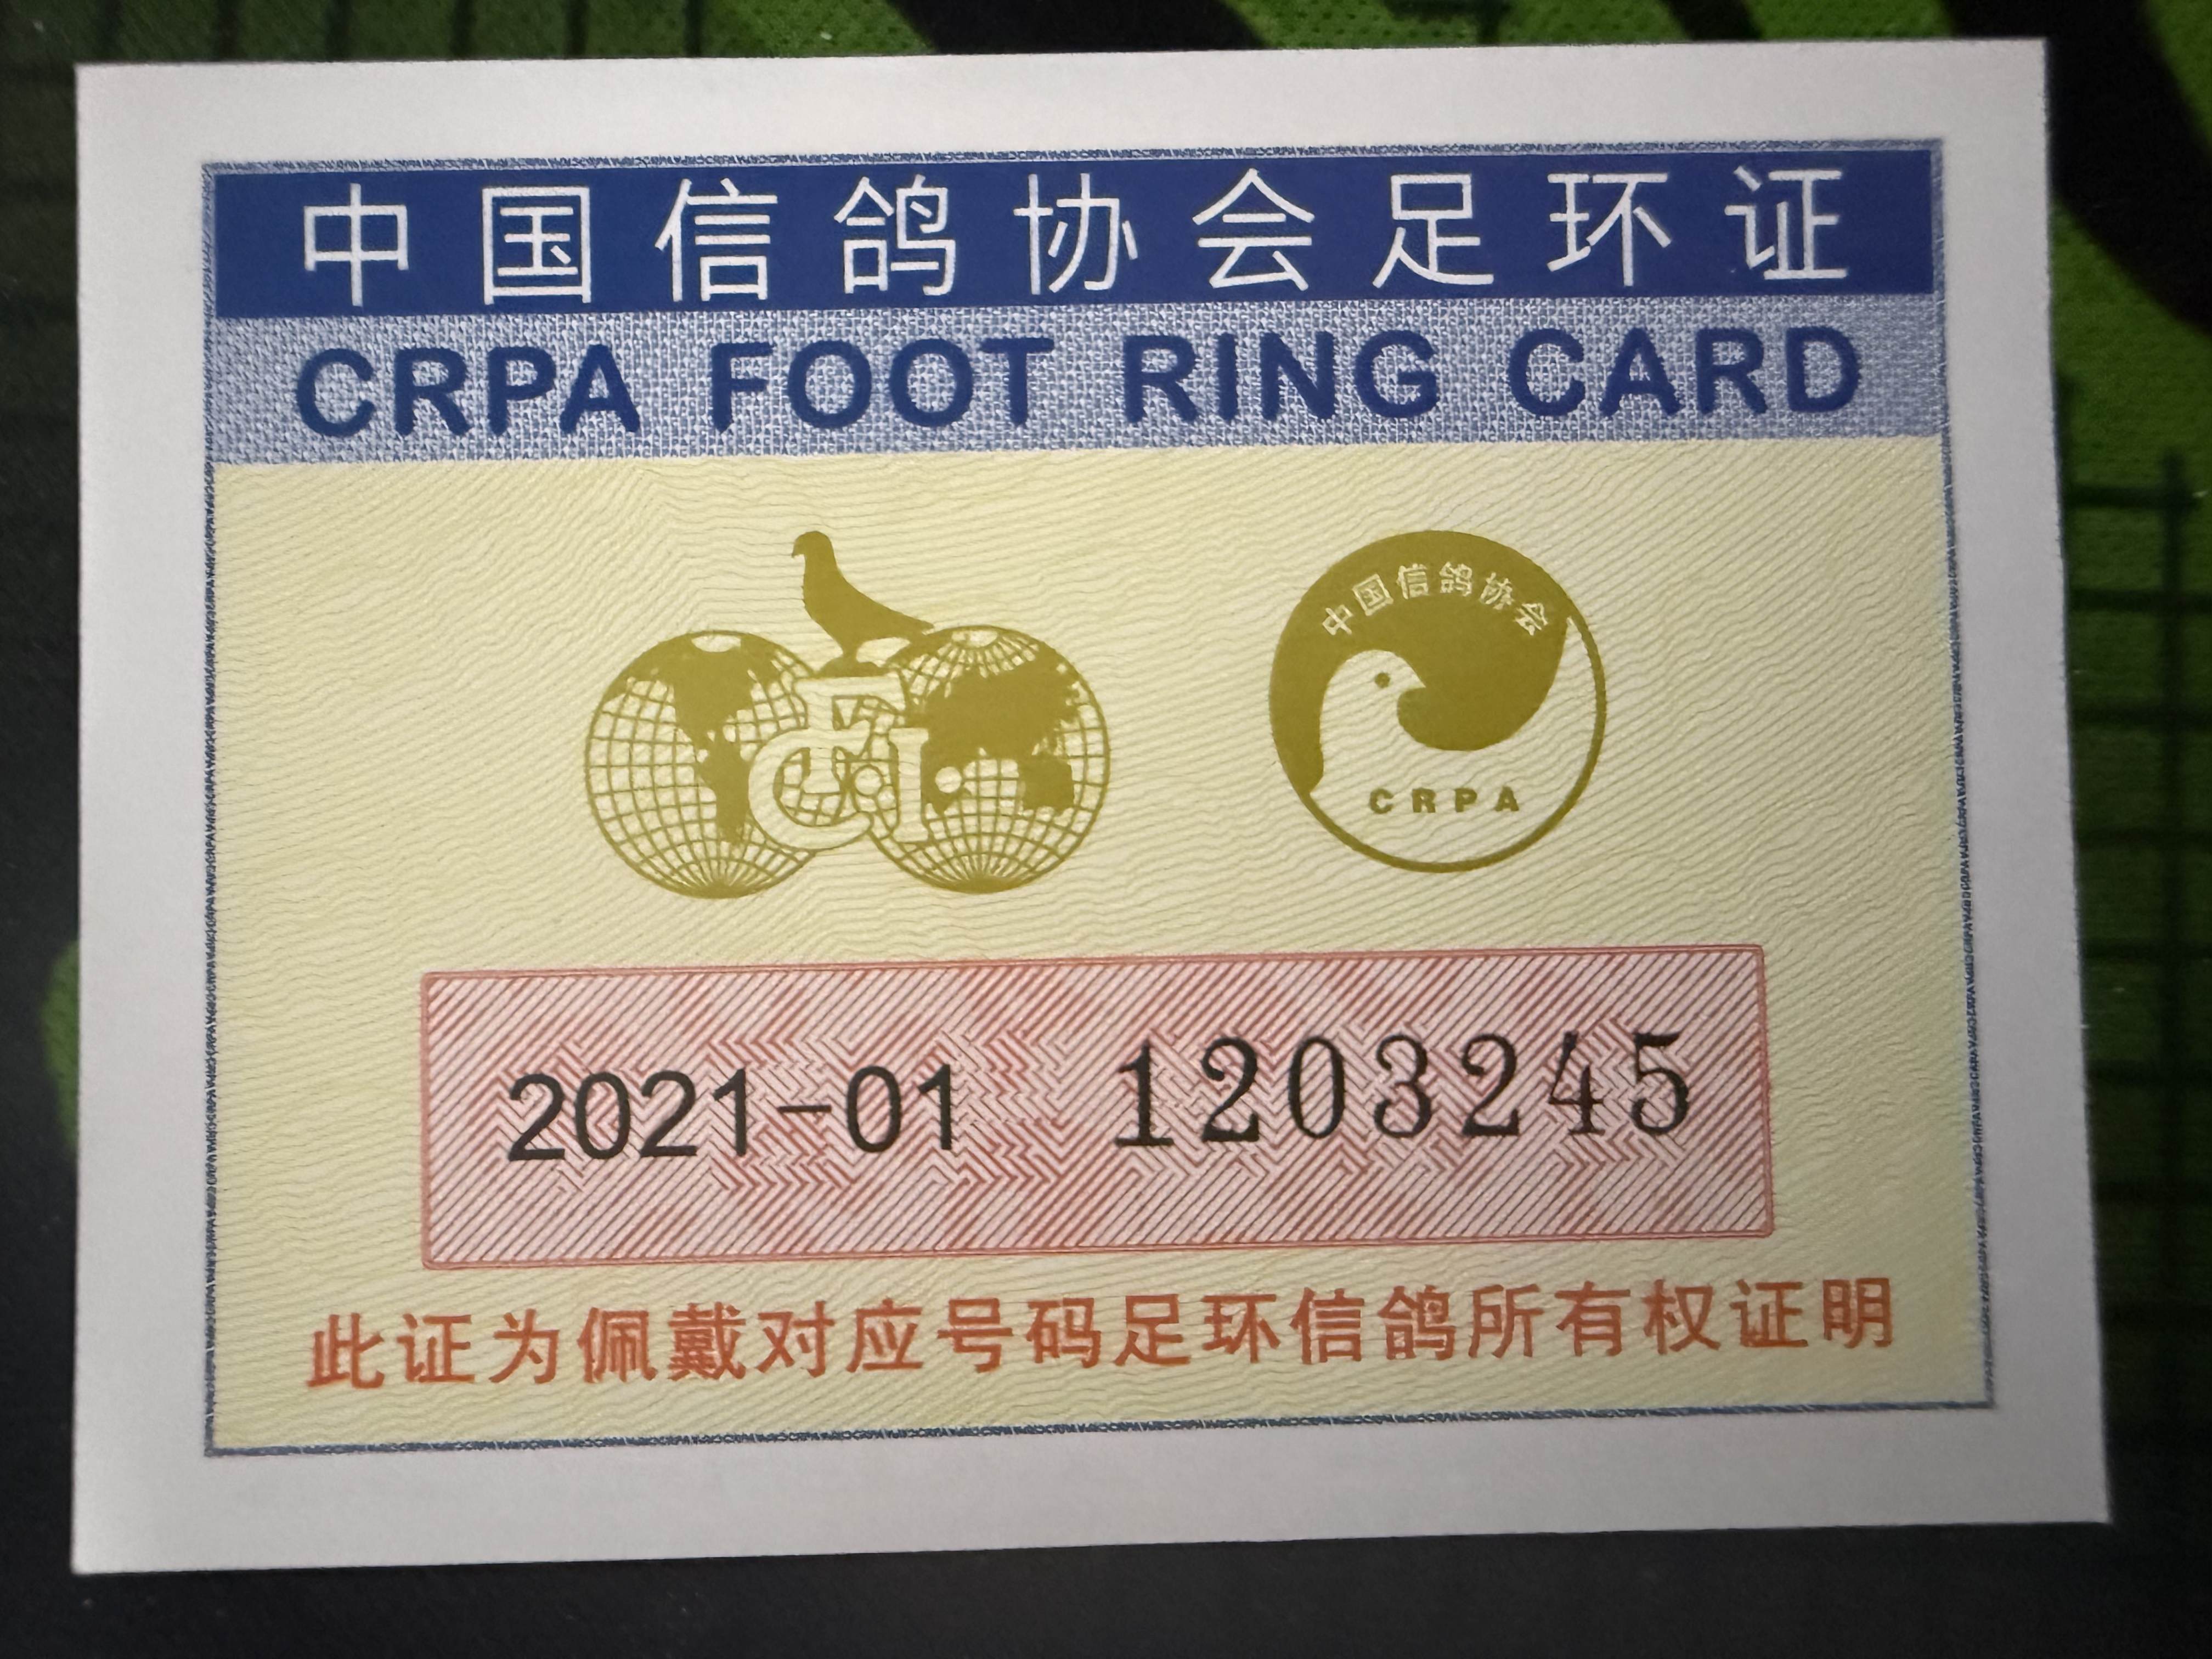 中国信鸽协会足环证
CRPA FOOT RING CARD
FCI
中国信鸽协会
CRPA
2021-01 1203245
此证为佩戴对应号码足环信鸽所有权证明